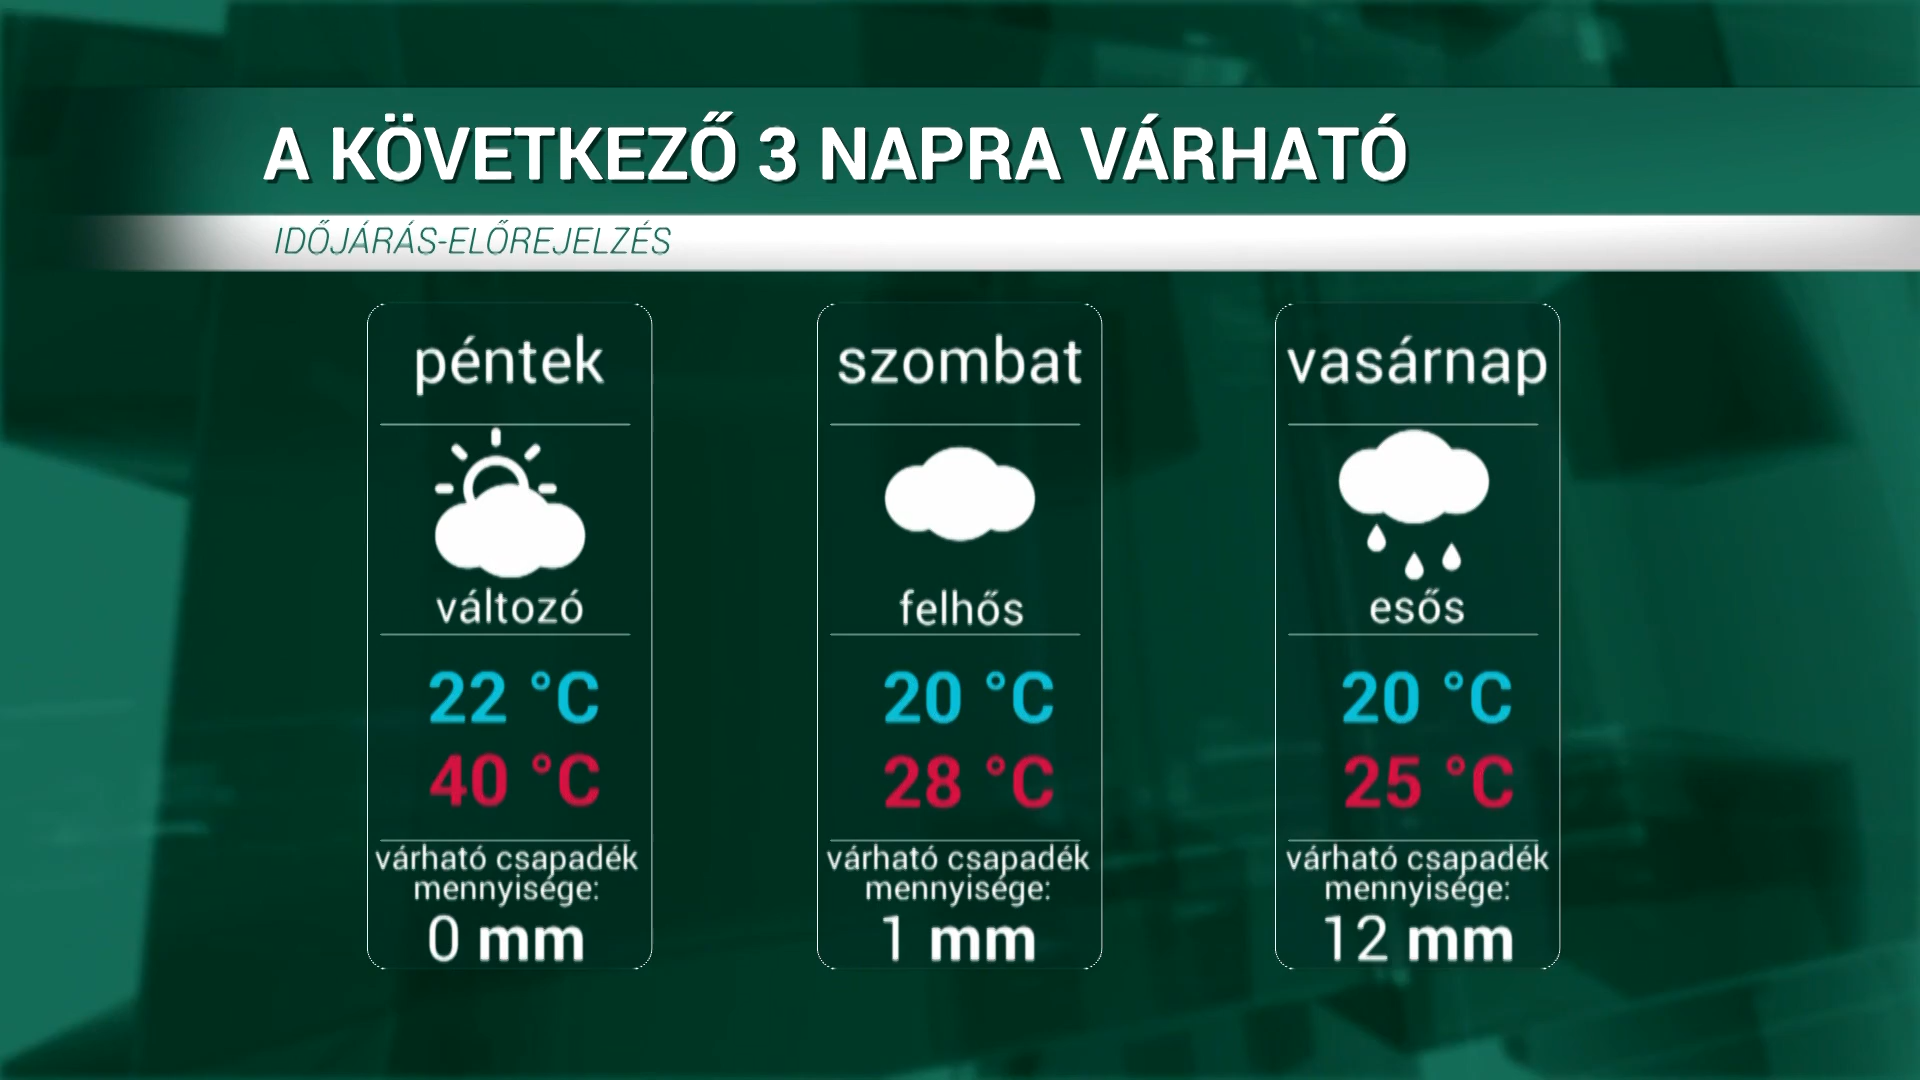 A KÖVETKEZŐ 3 NAPRA VÁRHATÓ
IDŐJÁRÁS-ELŐREJELZÉS
péntek
változó
22 °C
40 °C
várható csapadék
mennyisége:
0 mm
szombat
felhős
20 °C
28 °C
várható csapadék
mennyisége:
1 mm
vasárnap
esős
20 °C
25 °C
várható csapadék
mennyisége:
12 mm